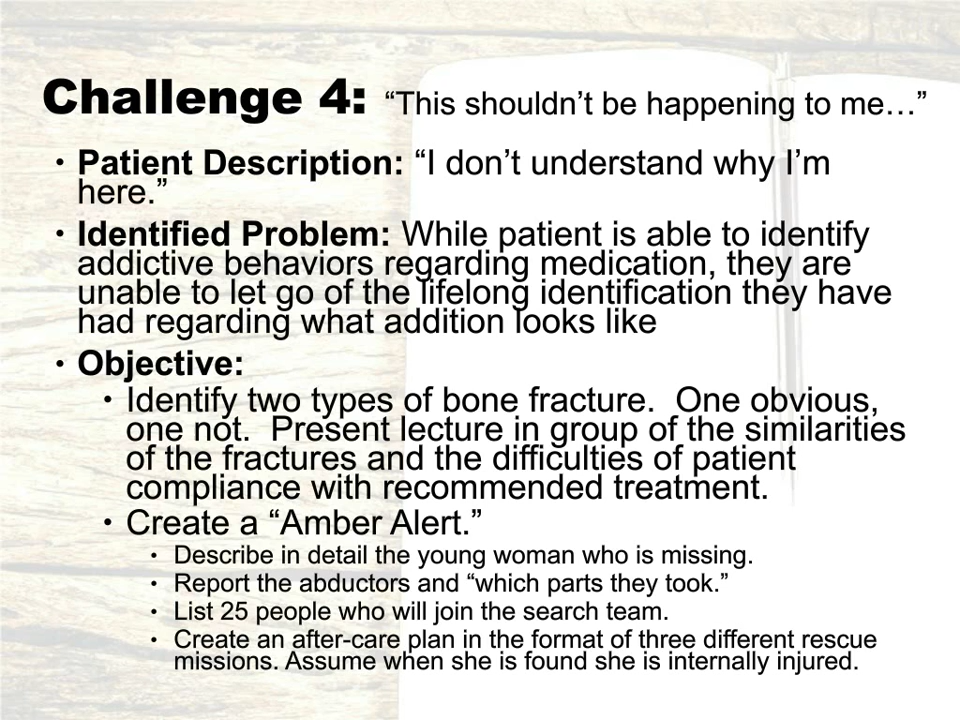 Challenge 4: “This shouldn’t be happening to me…”
• Patient Description: “I don’t understand why I’m
here.”
• Identified Problem: While patient is able to identify
addictive behaviors regarding medication, they are
unable to let go of the lifelong identification they have
had regarding what addition looks like
• Objective:
• Identify two types of bone fracture.  One obvious,
one not.  Present lecture in group of the similarities
of the fractures and the difficulties of patient
compliance with recommended treatment.
• Create a “Amber Alert.”
• Describe in detail the young woman who is missing.
• Report the abductors and “which parts they took.”
• List 25 people who will join the search team.
• Create an after-care plan in the format of three different rescue
missions. Assume when she is found she is internally injured.